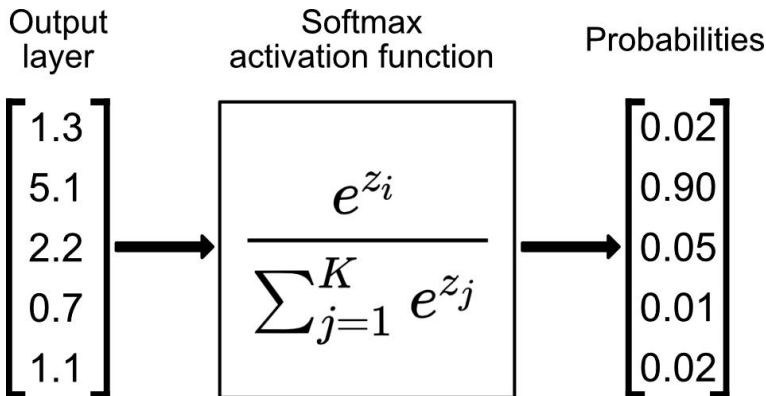 Output
layer
Softmax
activation function
Probabilities
1.3
5.1
2.2
0.7
1.1
e^{z_i}
∑_{j=1}^{K} e^{z_j}
0.02
0.90
0.05
0.01
0.02